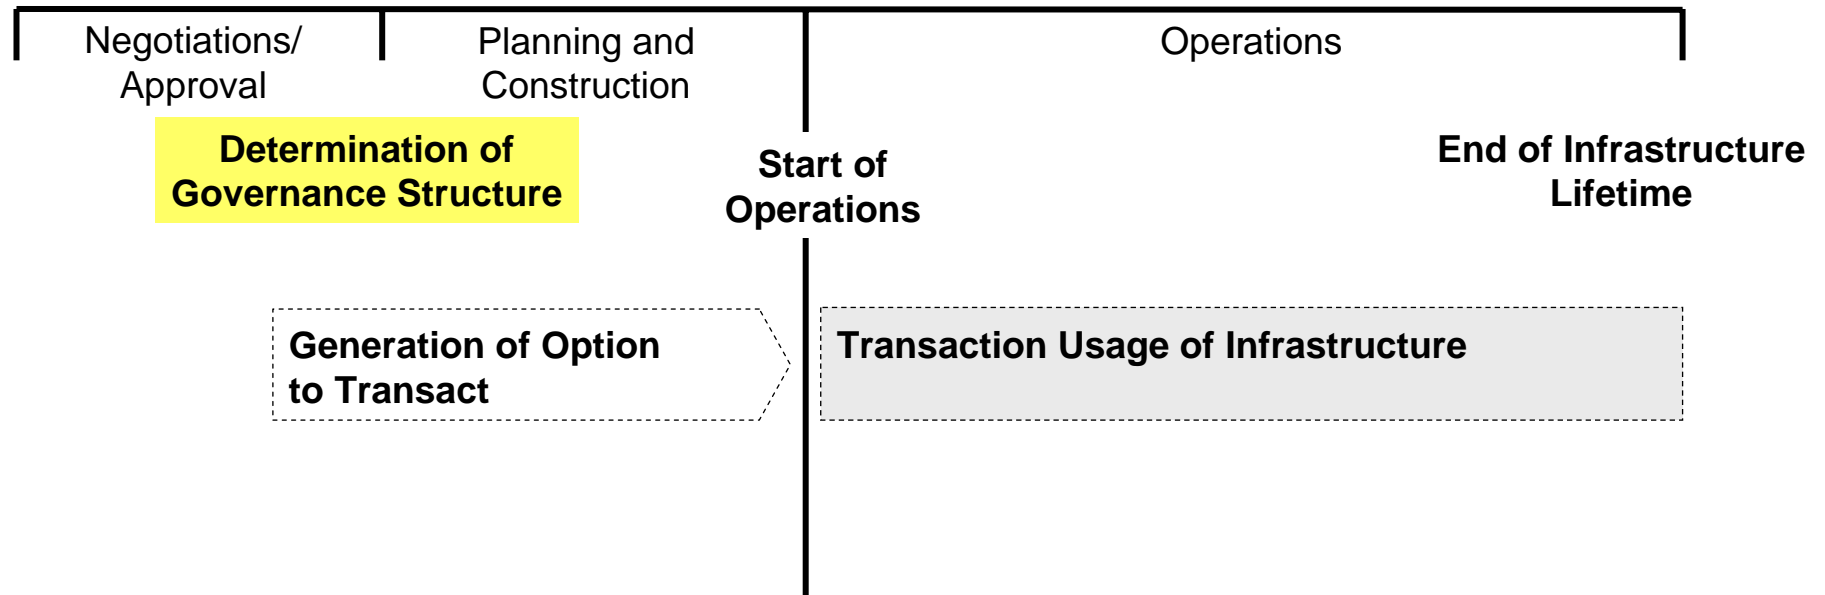 Negotiations/
Approval
Planning and
Construction
Operations
Determination of
Governance Structure
Start of
Operations
End of Infrastructure
Lifetime
Generation of Option
to Transact
Transaction Usage of Infrastructure